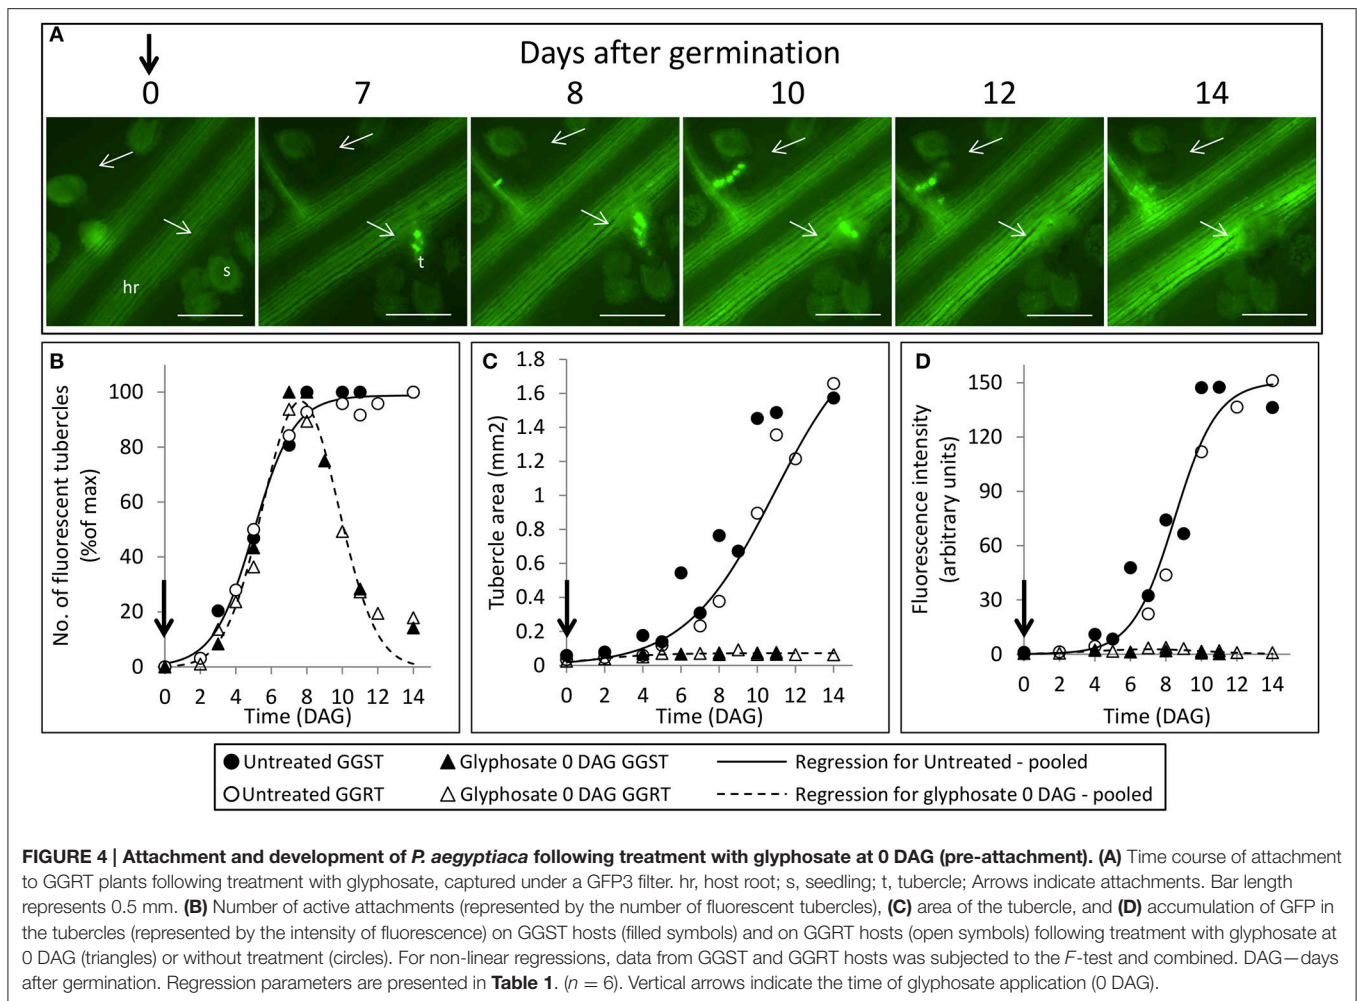 A
Days after germination
0 7 8 10 12 14
hr s t
B
No. of fluorescent tubercles
(%of max)
100
80
60
40
20
0
0 2 4 6 8 10 12 14
Time (DAG)
C
Tubercle area (mm2)
1.8
1.6
1.4
1.2
1
0.8
0.6
0.4
0.2
0
0 2 4 6 8 10 12 14
Time (DAG)
D
Fluorescence intensity
(arbitrary units)
150
120
90
60
30
0
0 2 4 6 8 10 12 14
Time (DAG)
Untreated GGST Glyphosate 0 DAG GGST Regression for Untreated - pooled
Untreated GGRT Glyphosate 0 DAG GGRT Regression for glyphosate 0 DAG - pooled
FIGURE 4 | Attachment and development of P. aegyptiaca following treatment with glyphosate at 0 DAG (pre-attachment). (A) Time course of attachment
to GGRT plants following treatment with glyphosate, captured under a GFP3 filter. hr, host root; s, seedling; t, tubercle; Arrows indicate attachments. Bar length
represents 0.5 mm. (B) Number of active attachments (represented by the number of fluorescent tubercles), (C) area of the tubercle, and (D) accumulation of GFP in
the tubercles (represented by the intensity of fluorescence) on GGST hosts (filled symbols) and on GGRT hosts (open symbols) following treatment with glyphosate at
0 DAG (triangles) or without treatment (circles). For non-linear regressions, data from GGST and GGRT hosts was subjected to the F-test and combined. DAG—days
after germination. Regression parameters are presented in Table 1. (n = 6). Vertical arrows indicate the time of glyphosate application (0 DAG).